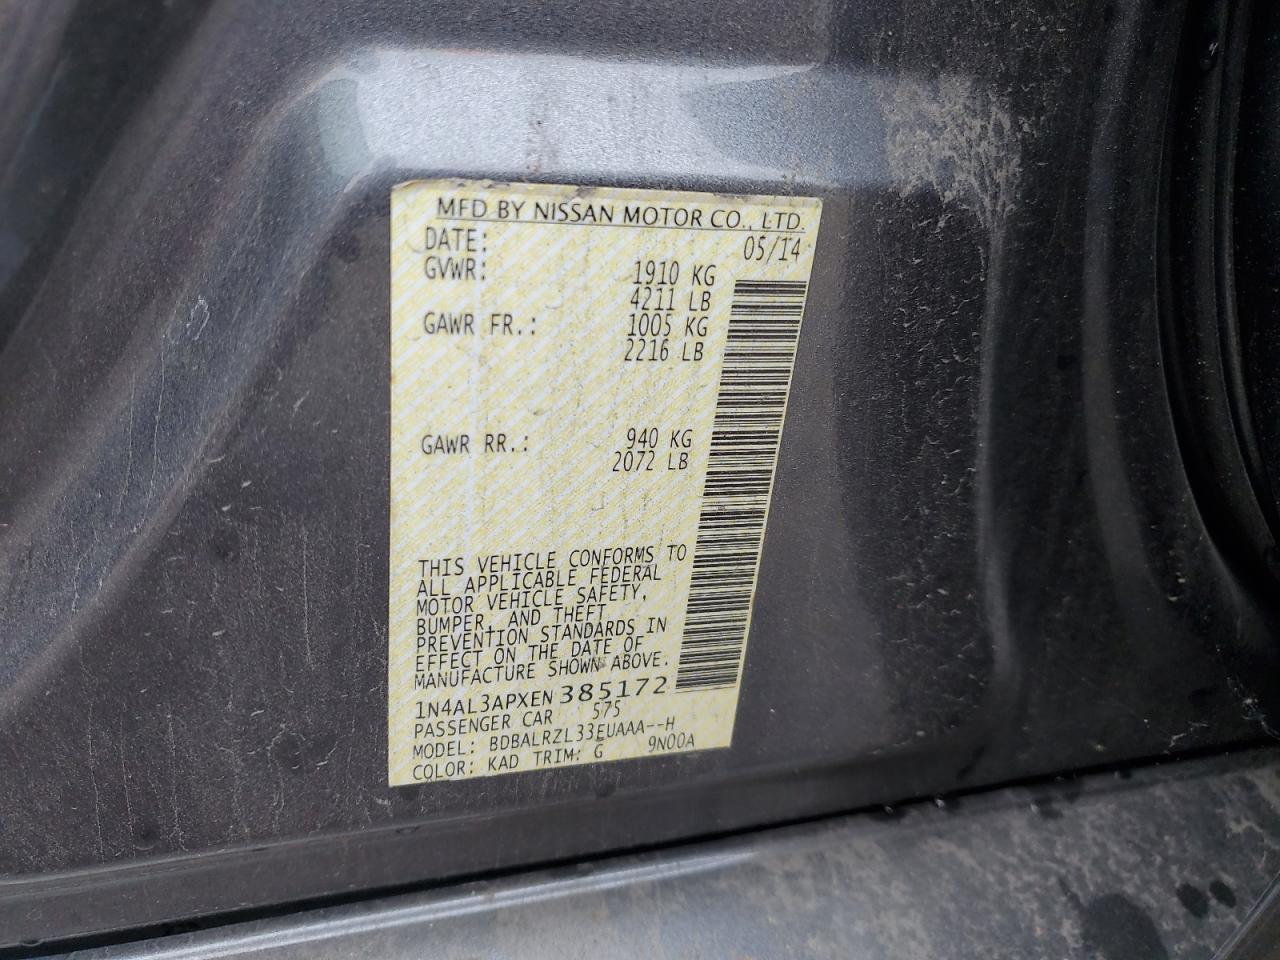 MFD BY NISSAN MOTOR CO., LTD.
DATE: 05/14
GVWR: 1910 KG
4211 LB
GAWR FR.: 1005 KG
2216 LB
GAWR RR.: 940 KG
2072 LB
THIS VEHICLE CONFORMS TO
ALL APPLICABLE FEDERAL
MOTOR VEHICLE SAFETY,
BUMPER, AND THEFT
PREVENTION STANDARDS IN
EFFECT ON THE DATE OF
MANUFACTURE SHOWN ABOVE.
1N4AL3APXEN385172
PASSENGER CAR 575
MODEL: BDBALRZL33EUAAA--H
COLOR: KAD TRIM: G 9N00A